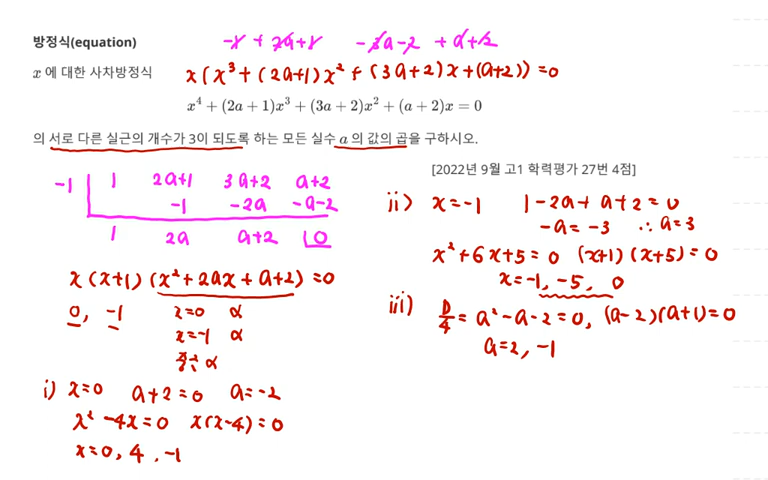 방정식(equation)
-1 + 2a+1 -3a-2 + a+2
x 에 대한 사차방정식
x(x³+(2a+1)x²+(3a+2)x+(a+2))=0
x⁴ + (2a + 1)x³ + (3a + 2)x² + (a + 2)x = 0
의 서로 다른 실근의 개수가 3이 되도록 하는 모든 실수 a 의 값의 곱을 구하시오.
[2022년 9월 고1 학력평가 27번 4점]
-1 1 2a+1 3a+2 a+2
-1 -2a -a-2
1 2a a+2 0
x(x+1)(x²+2ax+a+2)=0
0, -1 x=0 α
x=-1 α
중근 α
i) x=0 a+2=0 a=-2
x²-4x=0 x(x-4)=0
x=0, 4, -1
ii) x=-1 1-2a+a+2=0
-a=-3 ∴a=3
x²+6x+5=0 (x+1)(x+5)=0
x=-1, -5, 0
iii) D/4=a²-a-2=0, (a-2)(a+1)=0
a=2, -1